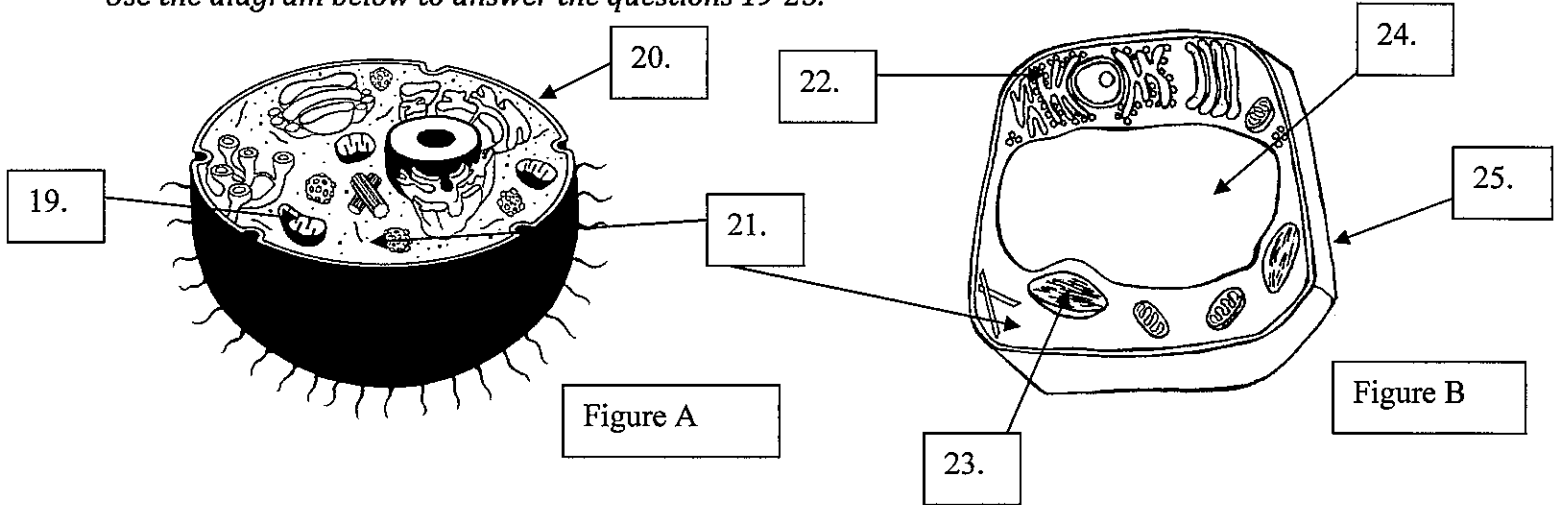 Use the diagram below to answer the questions 19-25.
20.
24.
22.
19.
25.
21.
Figure A
Figure B
23.